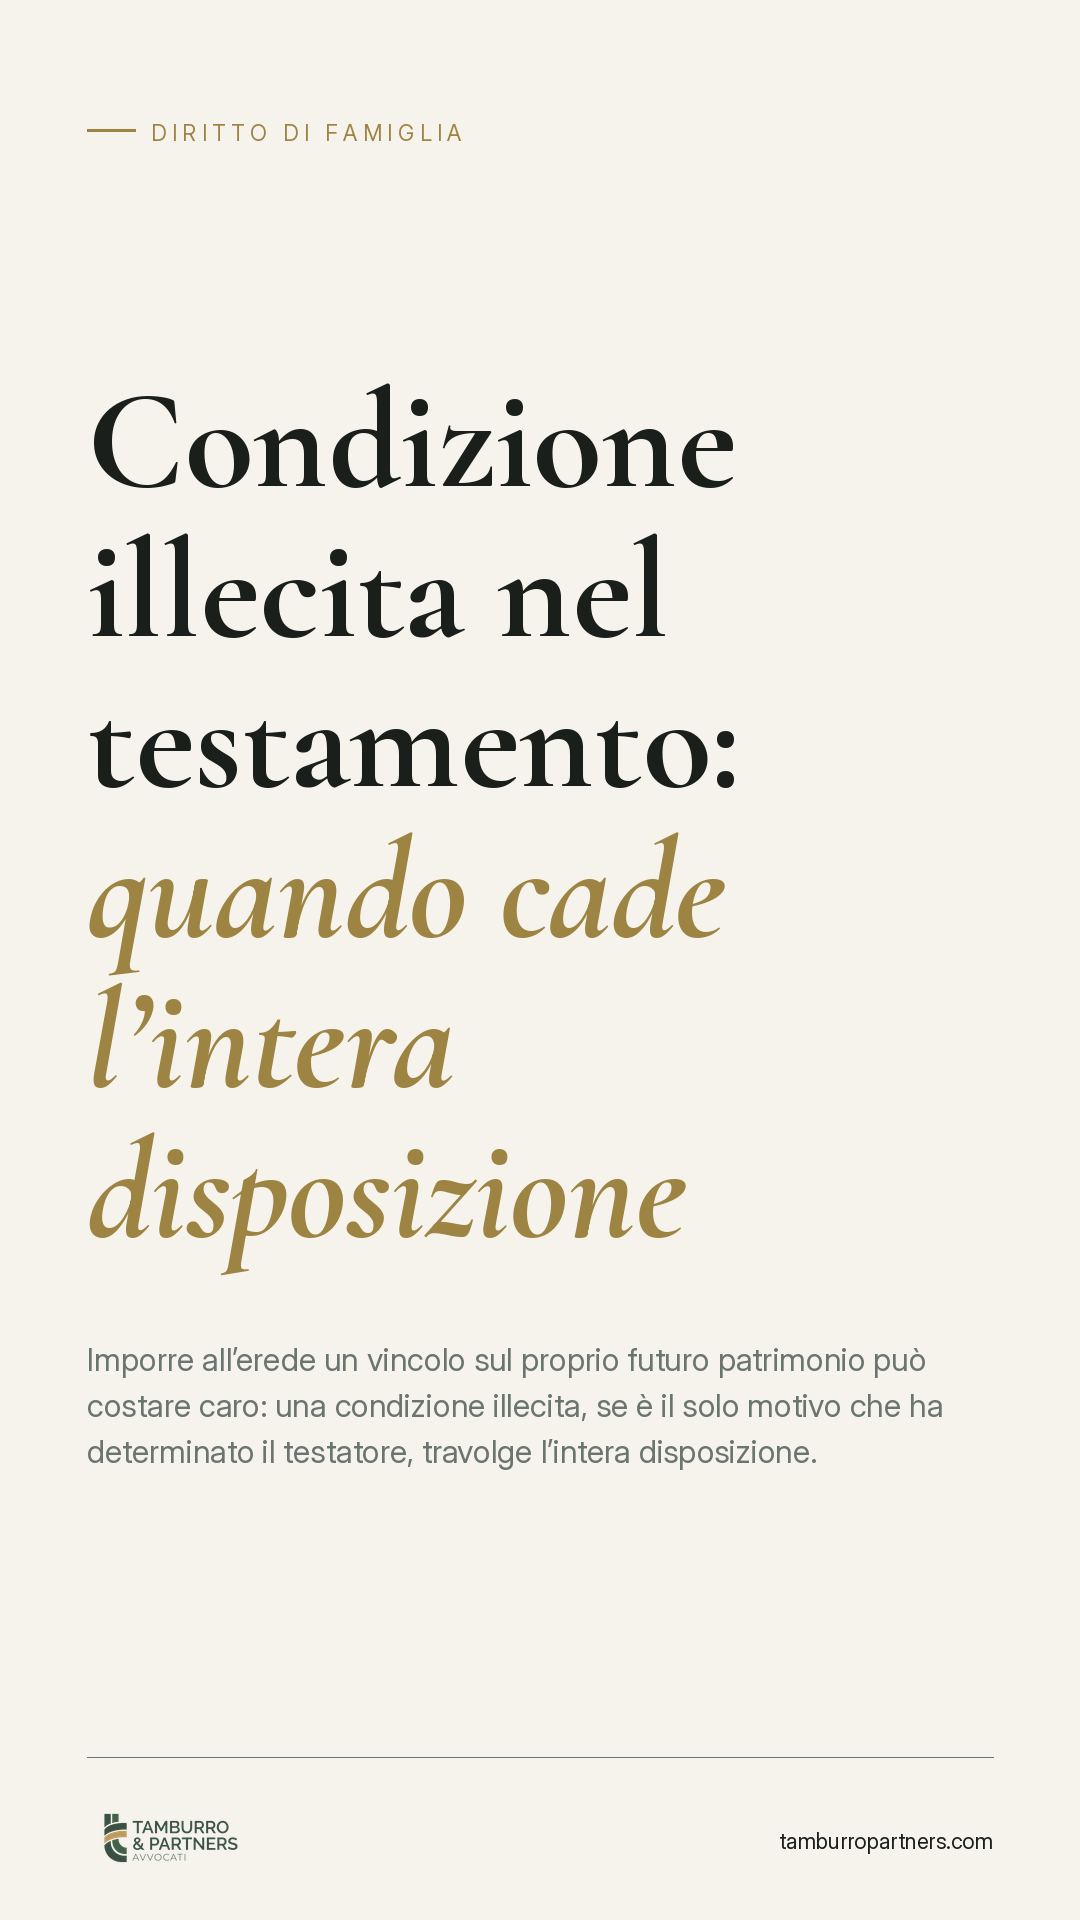 DIRITTO DI FAMIGLIA
Condizione
illecita nel
testamento:
quando cade
l’intera
disposizione
Imporre all’erede un vincolo sul proprio futuro patrimonio può
costare caro: una condizione illecita, se è il solo motivo che ha
determinato il testatore, travolge l’intera disposizione.
TAMBURRO
& PARTNERS
AVVOCATI
tamburropartners.com